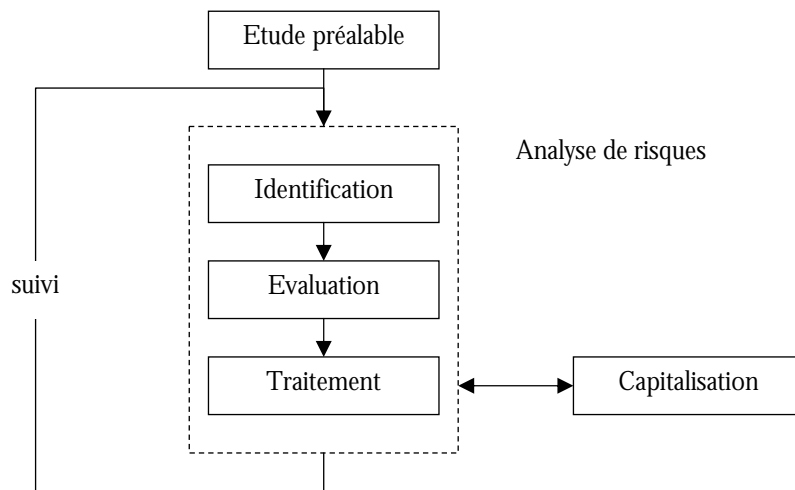 Etude préalable
Analyse de risques
Identification
suivi
Evaluation
Traitement
Capitalisation